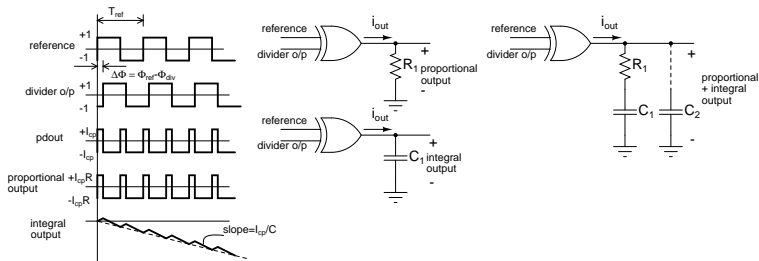 T_ref
reference
+1
-1
ΔΦ = Φ_ref-Φ_div
divider o/p
+1
-1
pdout
+I_cp
-I_cp
proportional +I_cpR
output
-I_cpR
integral
output
slope=I_cp/C
reference
divider o/p
i_out
+
R_1
proportional
output
-
reference
divider o/p
i_out
+
C_1
integral
output
-
reference
divider o/p
i_out
+
R_1
C_1
C_2
proportional
+ integral
output
-